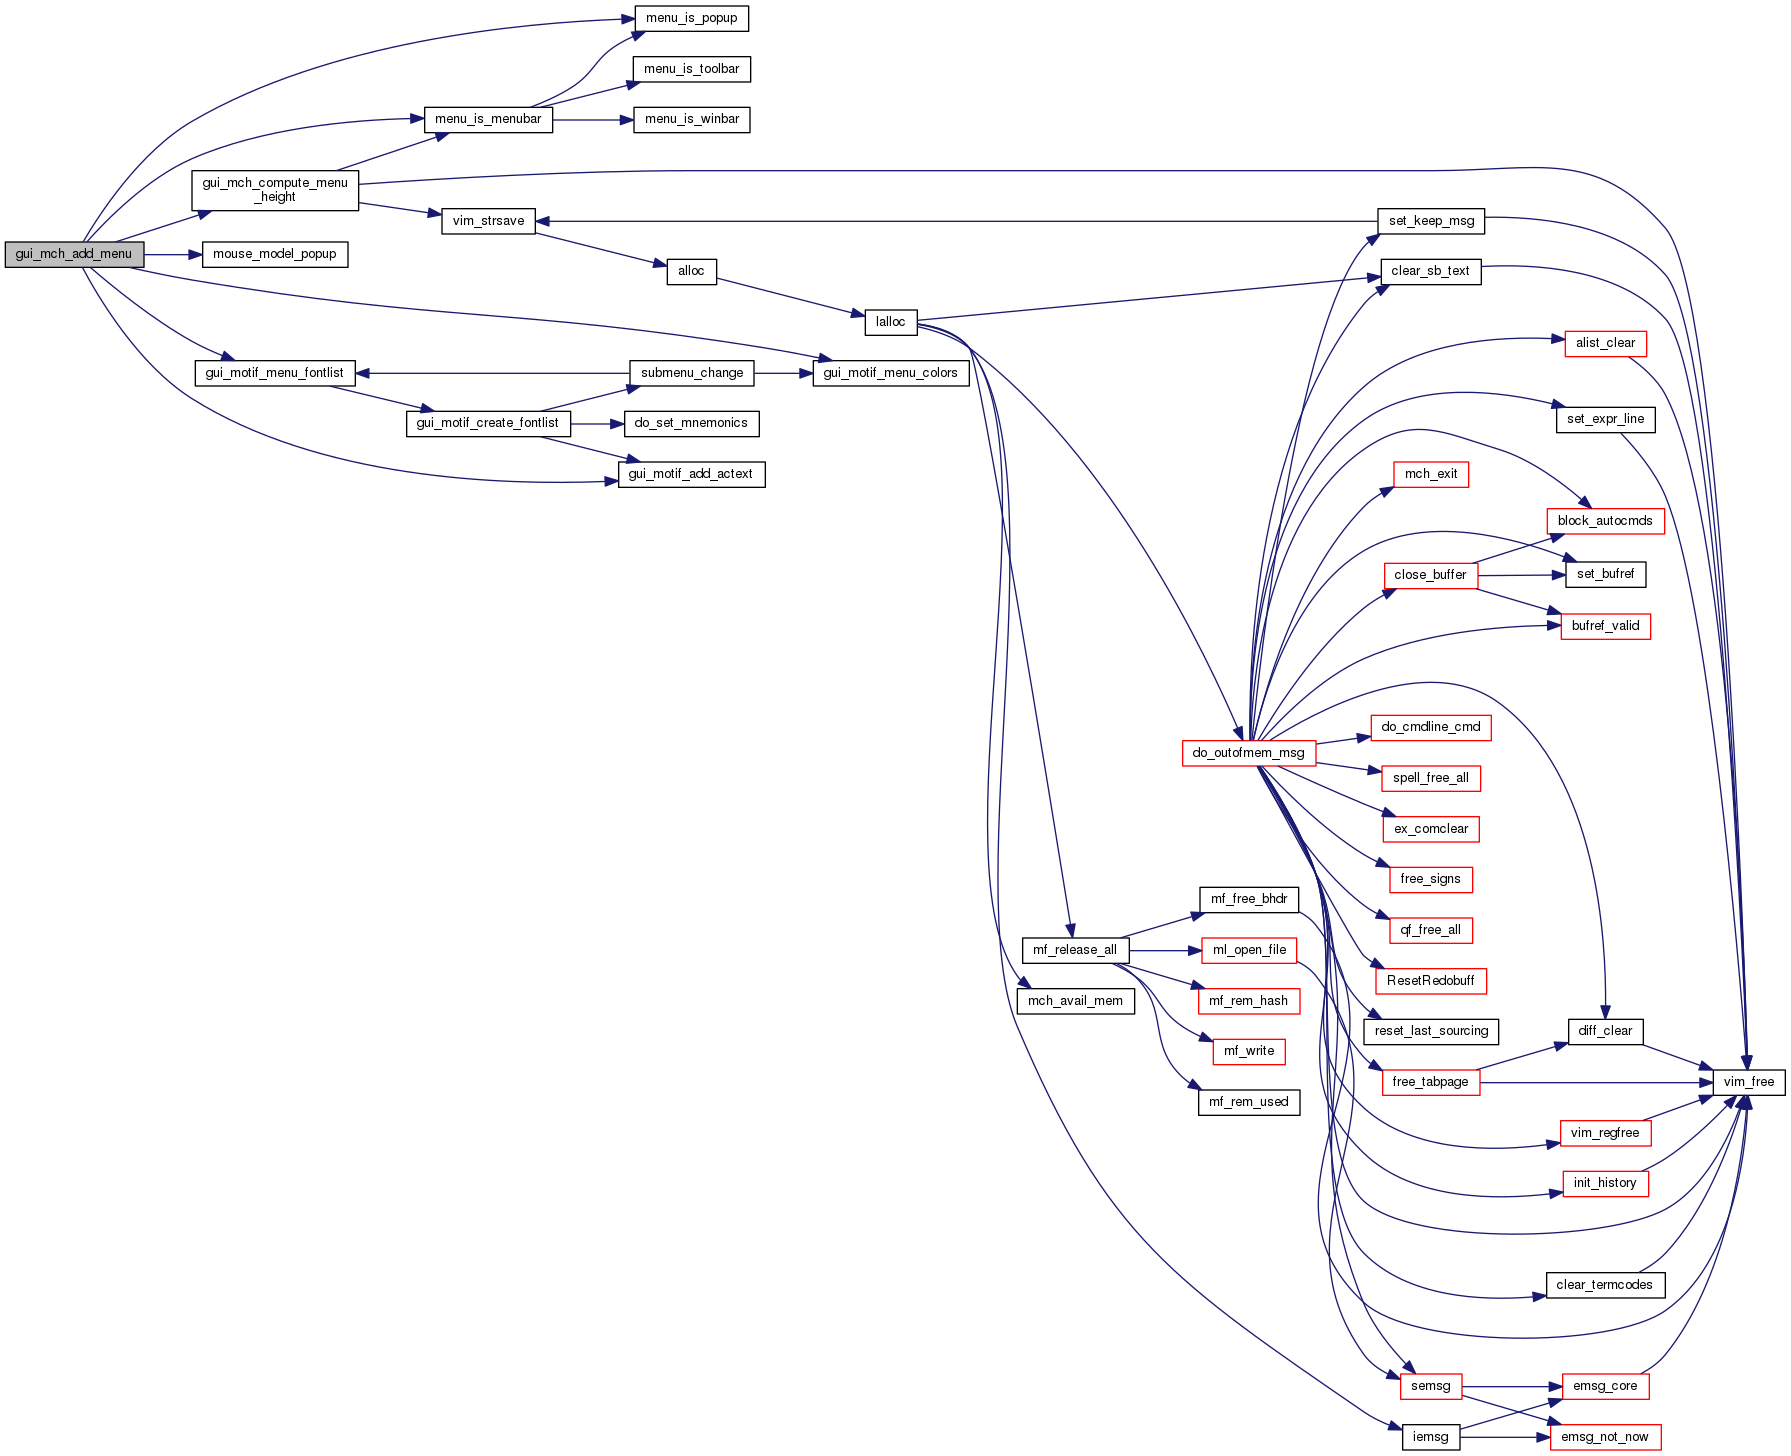 menu_is_popup
menu_is_toolbar
menu_is_menubar
menu_is_winbar
gui_mch_compute_menu
_height
vim_strsave
set_keep_msg
gui_mch_add_menu
mouse_model_popup
alloc
clear_sb_text
lalloc
alist_clear
gui_motif_menu_fontlist
submenu_change
gui_motif_menu_colors
gui_motif_create_fontlist
do_set_mnemonics
set_expr_line
gui_motif_add_actext
mch_exit
block_autocmds
close_buffer
set_bufref
bufref_valid
do_cmdline_cmd
do_outofmem_msg
spell_free_all
ex_comclear
free_signs
mf_free_bhdr
qf_free_all
mf_release_all
ml_open_file
ResetRedobuff
mch_avail_mem
mf_rem_hash
reset_last_sourcing
diff_clear
mf_write
free_tabpage
vim_free
mf_rem_used
vim_regfree
init_history
clear_termcodes
semsg
emsg_core
iemsg
emsg_not_now